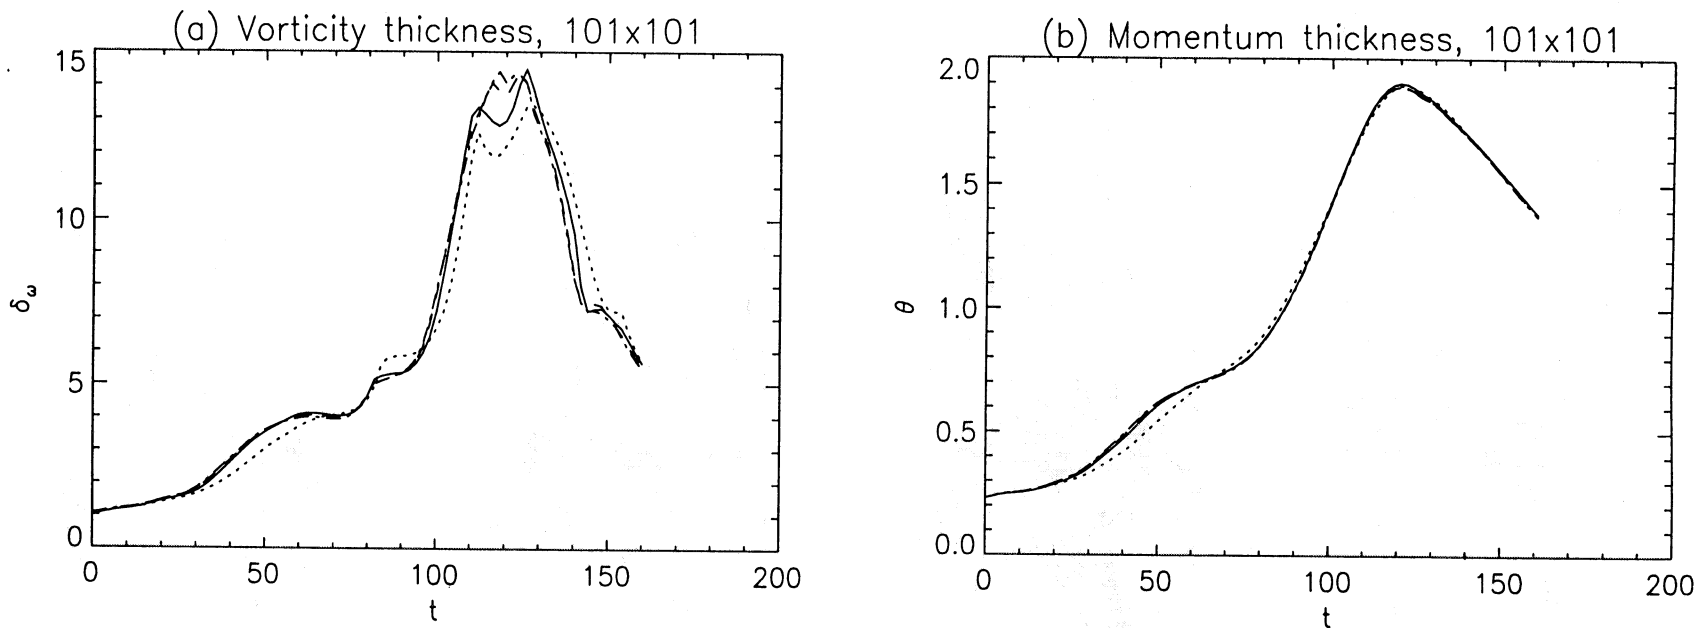 (a) Vorticity thickness, 101x101
15
10
5
0
δω
0 50 100 150 200
t
(b) Momentum thickness, 101x101
2.0
1.5
1.0
0.5
0.0
θ
0 50 100 150 200
t